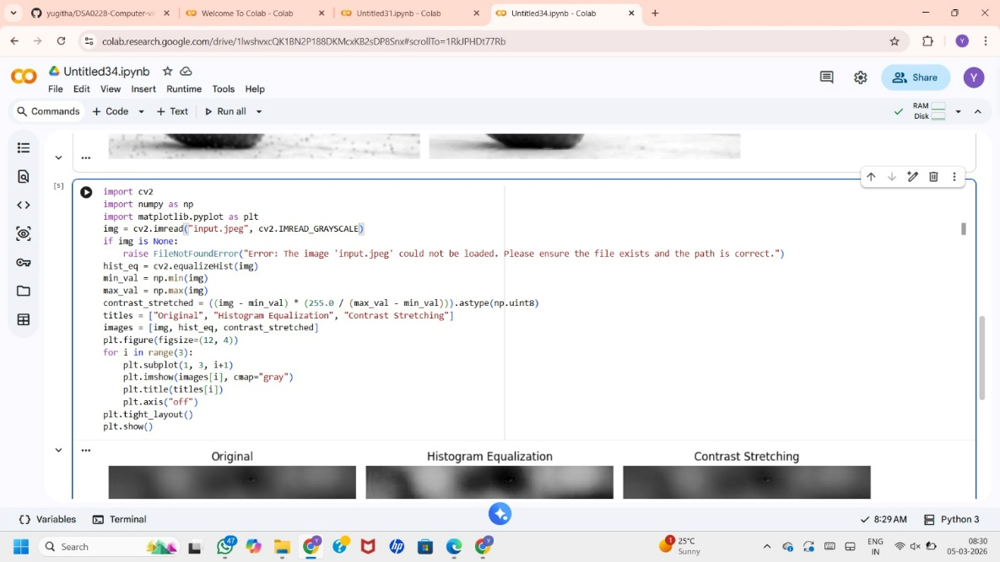 yugitha/DSA0228-Computer-vi
Welcome To Colab - Colab
Untitled31.ipynb - Colab
Untitled34.ipynb - Colab
colab.research.google.com/drive/1lwshvxcQK1BN2P188DKMcxKB2sDP8Snx#scrollTo=1RkJPHDt77Rb
Y
CO
Untitled34.ipynb
Share
Y
File Edit View Insert Runtime Tools Help
Commands + Code + Text Run all
RAM
Disk
[5]
import cv2
import numpy as np
import matplotlib.pyplot as plt
img = cv2.imread("input.jpeg", cv2.IMREAD_GRAYSCALE)
if img is None:
    raise FileNotFoundError("Error: The image 'input.jpeg' could not be loaded. Please ensure the file exists and the path is correct.")
hist_eq = cv2.equalizeHist(img)
min_val = np.min(img)
max_val = np.max(img)
contrast_stretched = ((img - min_val) * (255.0 / (max_val - min_val))).astype(np.uint8)
titles = ["Original", "Histogram Equalization", "Contrast Stretching"]
images = [img, hist_eq, contrast_stretched]
plt.figure(figsize=(12, 4))
for i in range(3):
    plt.subplot(1, 3, i+1)
    plt.imshow(images[i], cmap="gray")
    plt.title(titles[i])
    plt.axis("off")
plt.tight_layout()
plt.show()
Original Histogram Equalization Contrast Stretching
Variables Terminal
8:29 AM Python 3
Search
47
1
25°C
Sunny
ENG
IN
08:30
05-03-2026